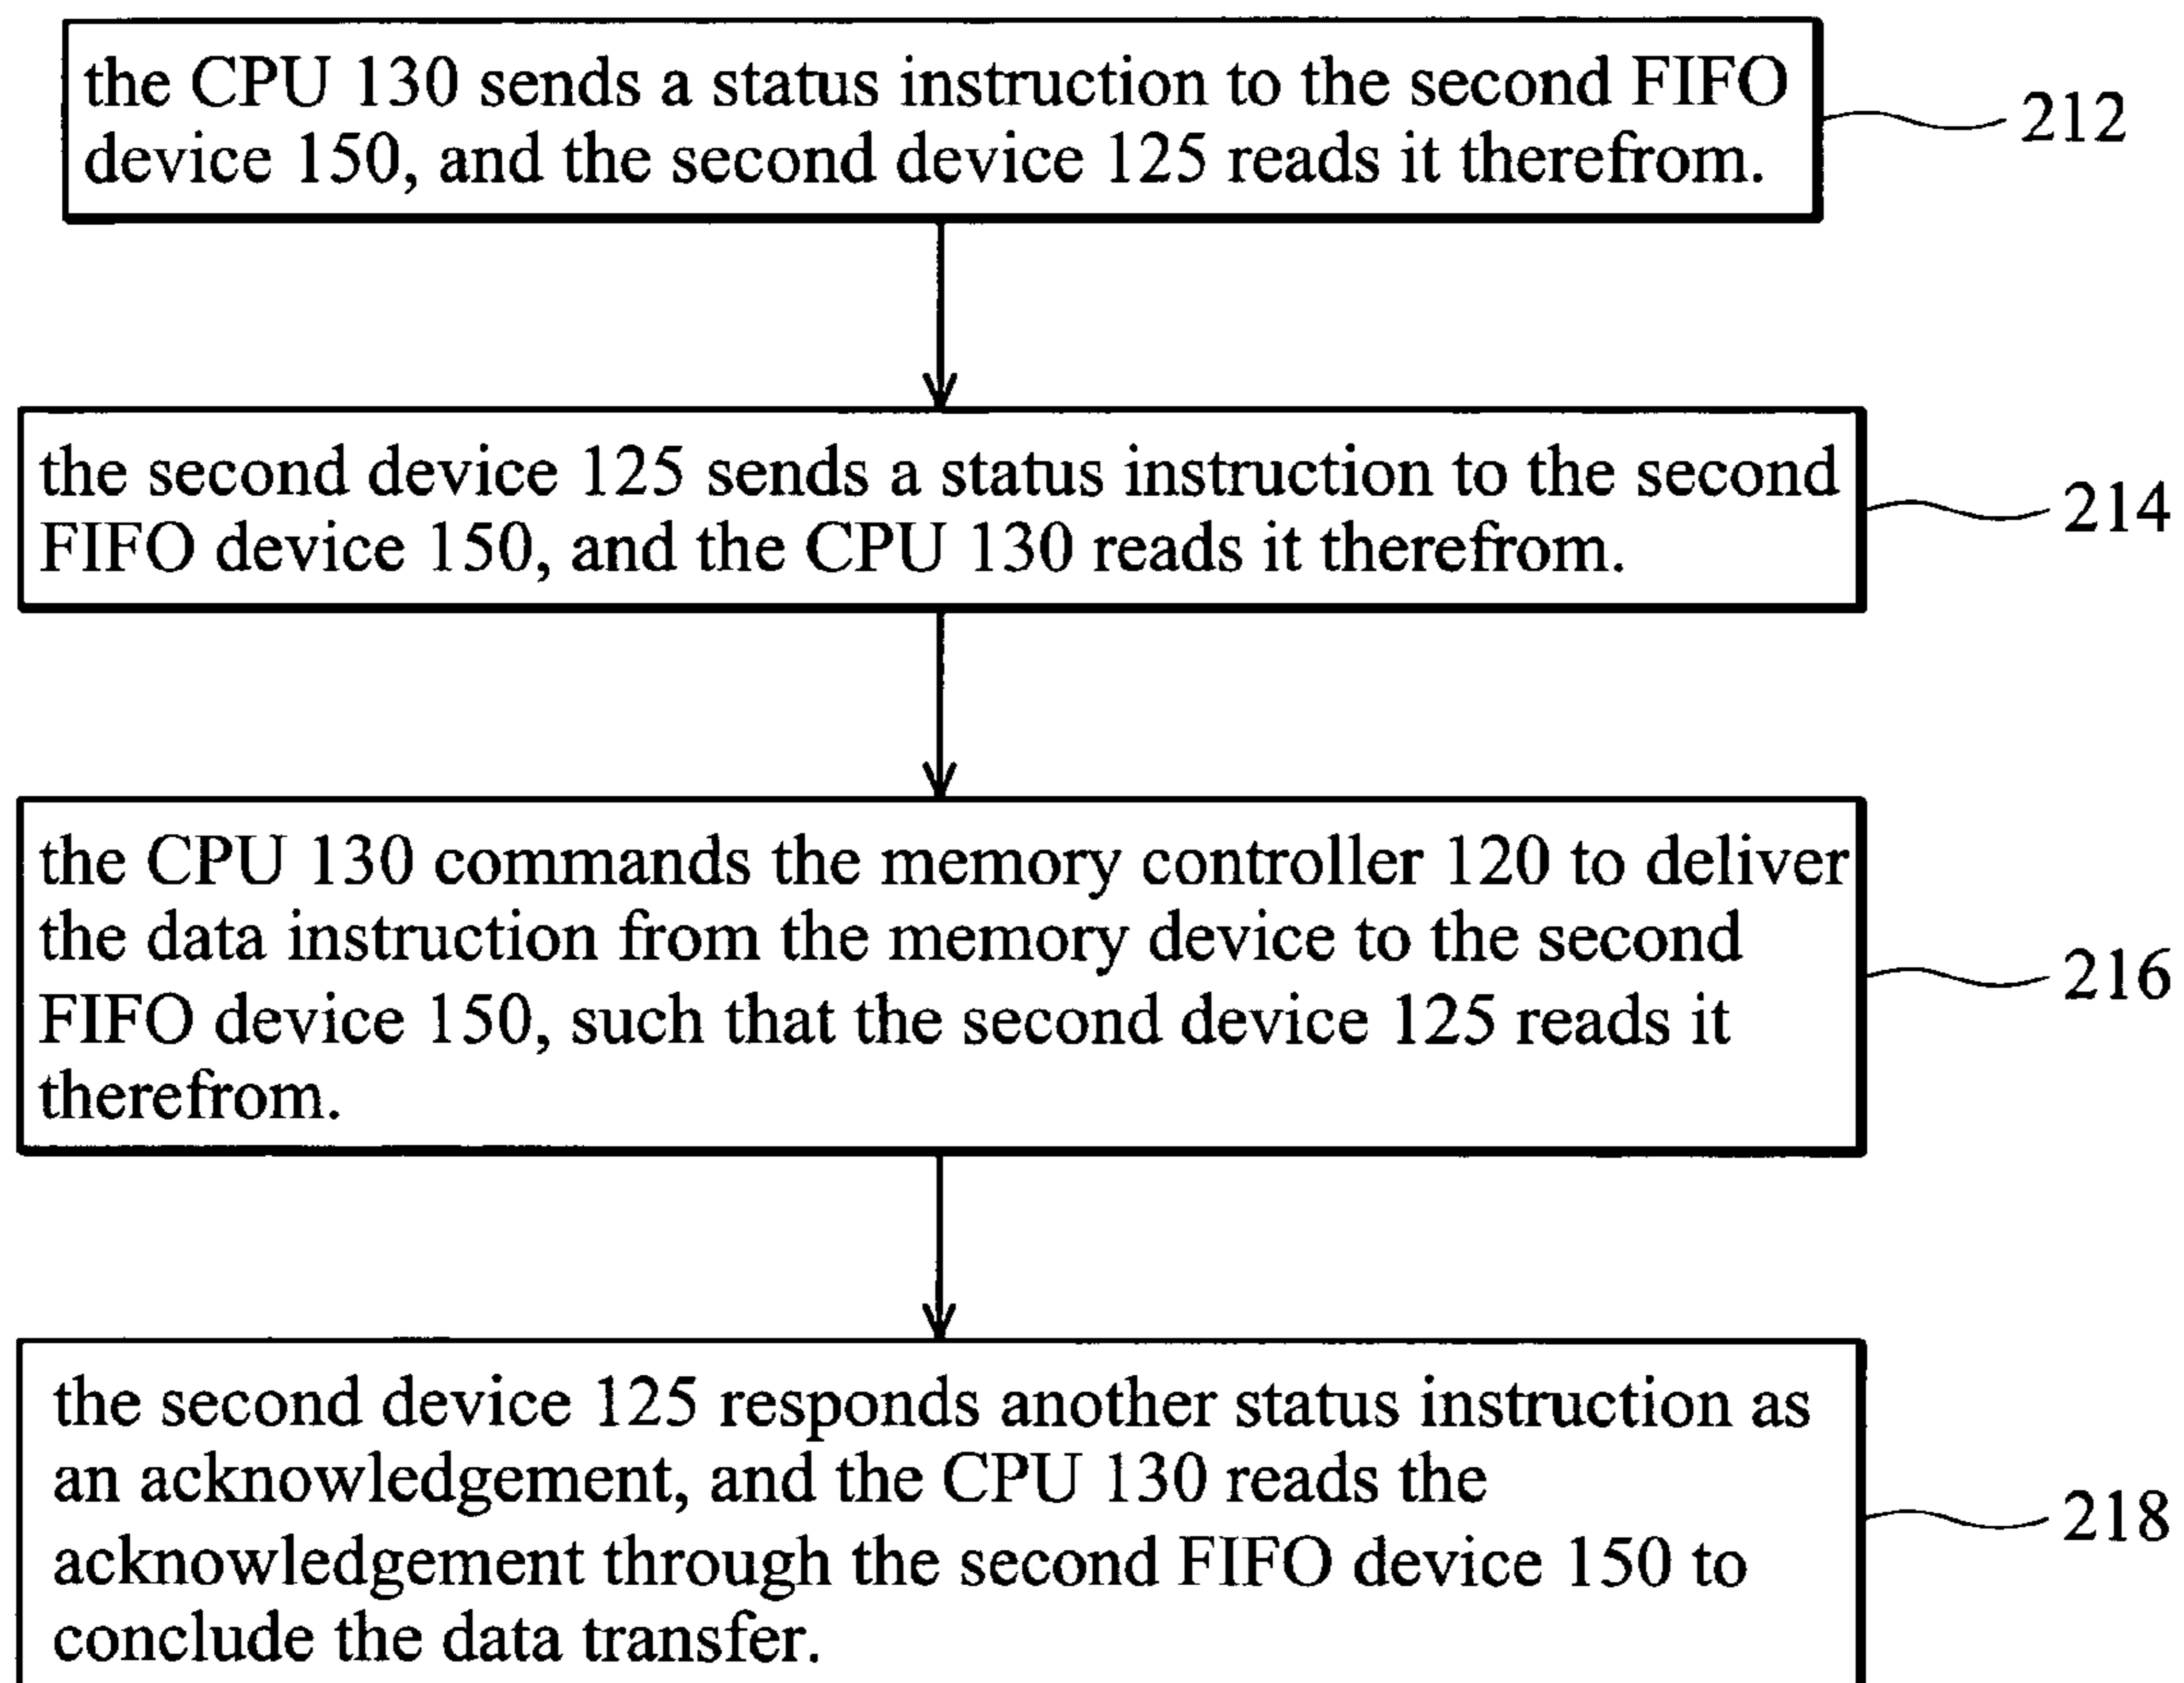 the CPU 130 sends a status instruction to the second FIFO
device 150, and the second device 125 reads it therefrom.
212
the second device 125 sends a status instruction to the second
FIFO device 150, and the CPU 130 reads it therefrom.
214
the CPU 130 commands the memory controller 120 to deliver
the data instruction from the memory device to the second
FIFO device 150, such that the second device 125 reads it
therefrom.
216
the second device 125 responds another status instruction as
an acknowledgement, and the CPU 130 reads the
acknowledgement through the second FIFO device 150 to
conclude the data transfer.
218